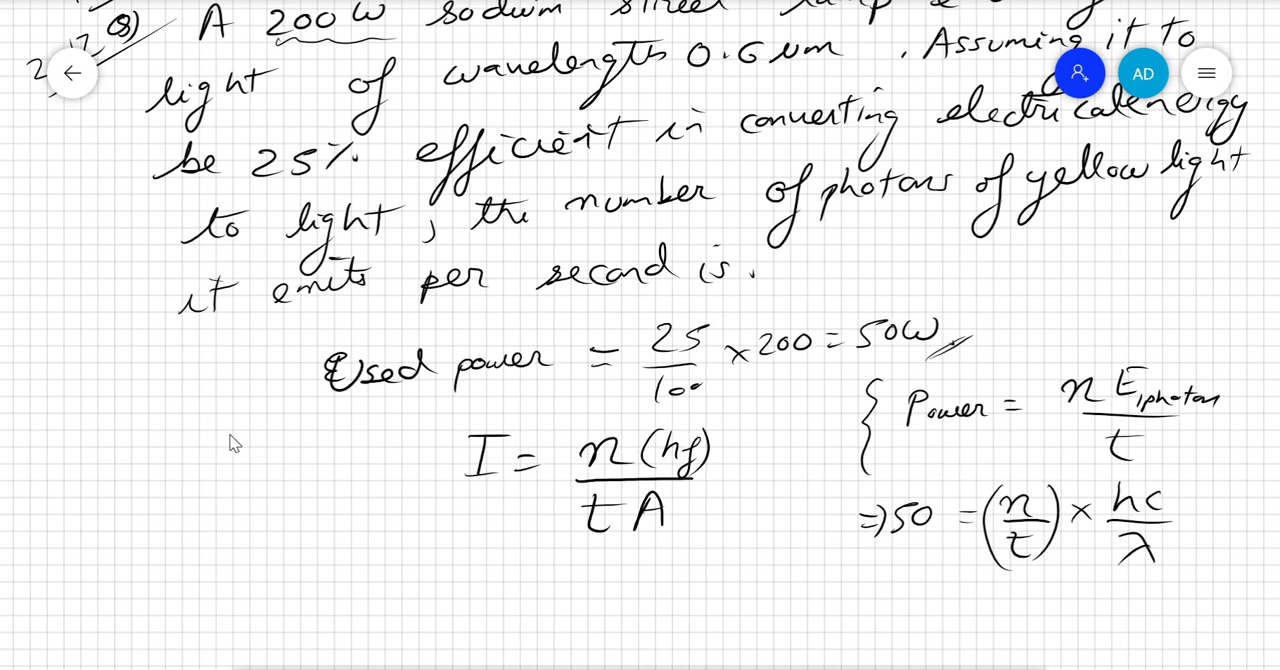 8) A 200 W sodium street lamp
light of wavelength 0.6 um . Assuming it to
be 25% efficient in converting electrical energy
to light, the number of photons of yellow light
it emits per second is.
Used power = 25/100 × 200 = 50W
{ Power = n E1photon / t
I = n(hf) / tA
=> 50 = (n/t) × hc/λ
AD